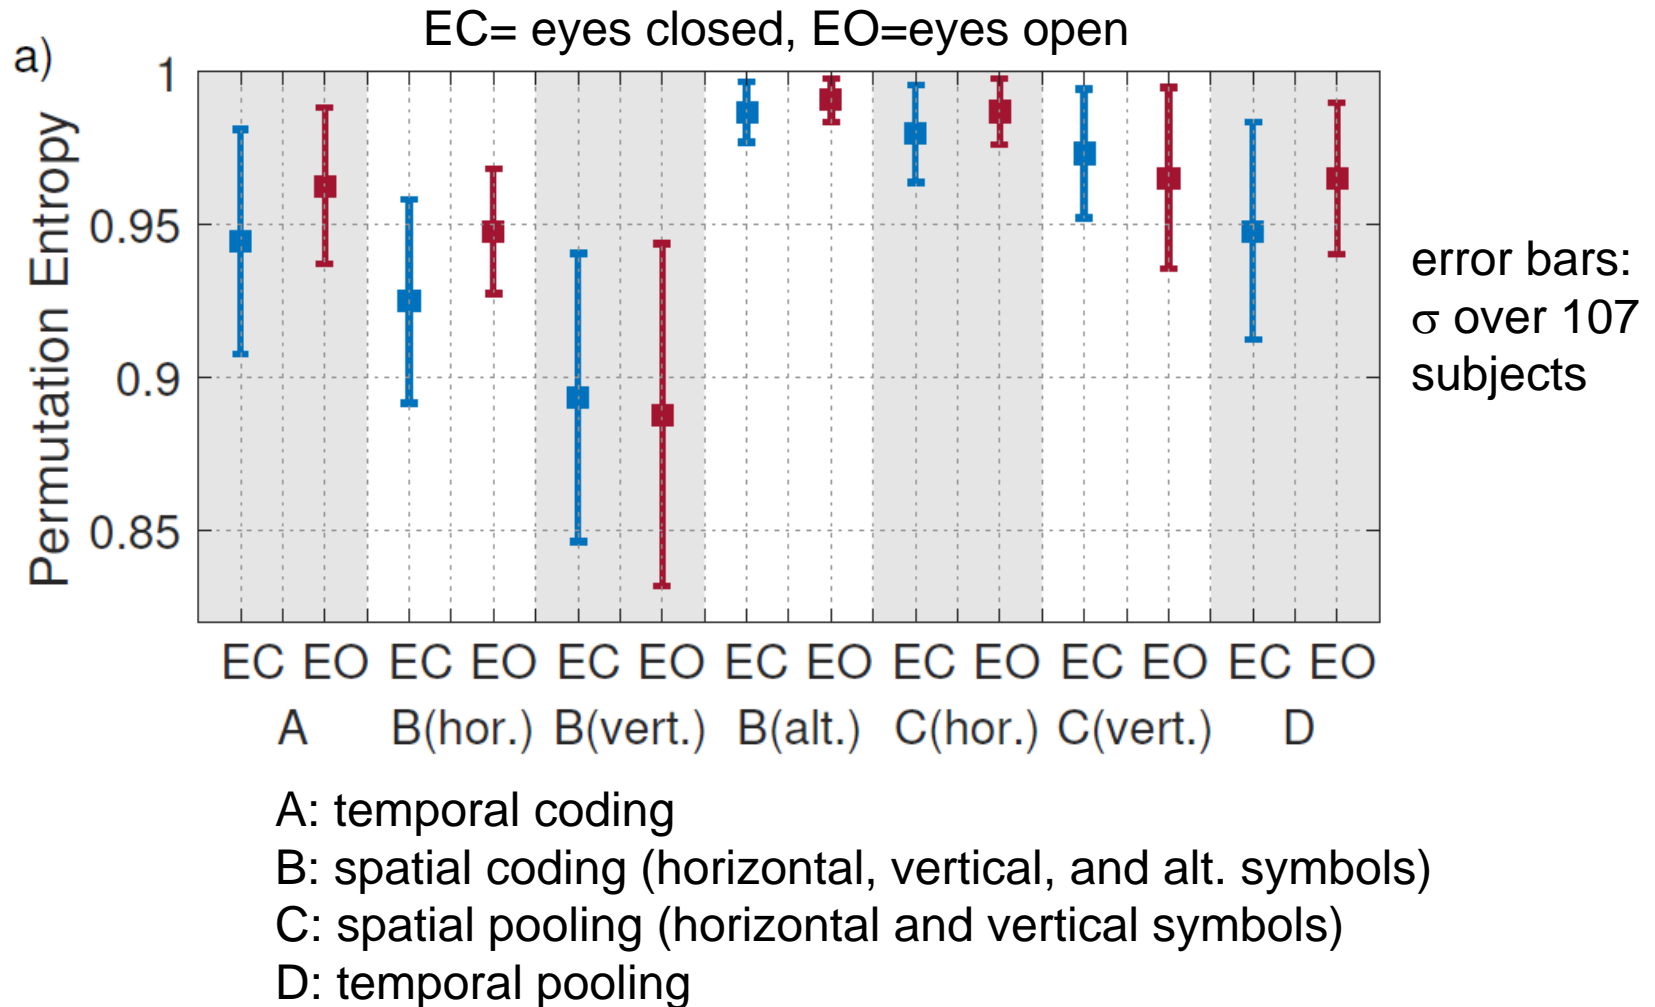 EC= eyes closed, EO=eyes open
a)
Permutation Entropy
1
0.95
0.9
0.85
error bars:
σ over 107
subjects
EC EO EC EO EC EO EC EO EC EO EC EO EC EO
A B(hor.) B(vert.) B(alt.) C(hor.) C(vert.) D
A: temporal coding
B: spatial coding (horizontal, vertical, and alt. symbols)
C: spatial pooling (horizontal and vertical symbols)
D: temporal pooling